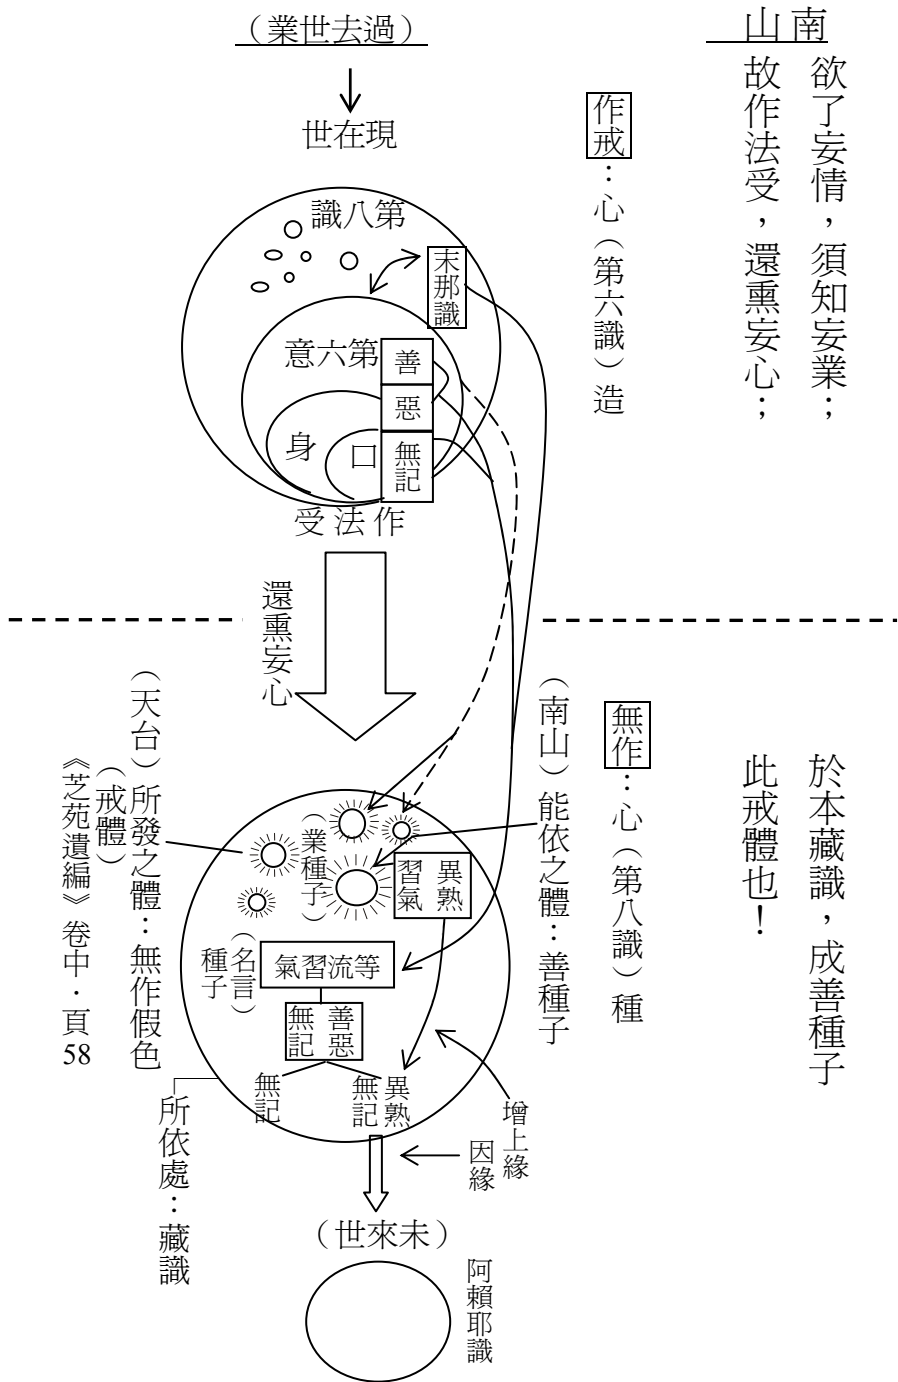 南山
欲了妄情，須知妄業；
故作法受，還熏妄心；
於本藏識，成善種子
此戒體也！
作戒：心（第六識）造
無作：心（第八識）種
（過去世業）
現在世
第八識
末那識
第六意
善
惡
無記
身
口
作法受
還熏妄心
（南山）能依之體：善種子
（天台）所發之體：無作假色
（戒體）
《芝苑遺編》卷中．頁58
（業種子）
異熟
習氣
等流習氣
（名言）
種子
善惡
無記
異熟
無記
無記
增上緣
因緣
所依處：藏識
（未來世）
阿賴耶識